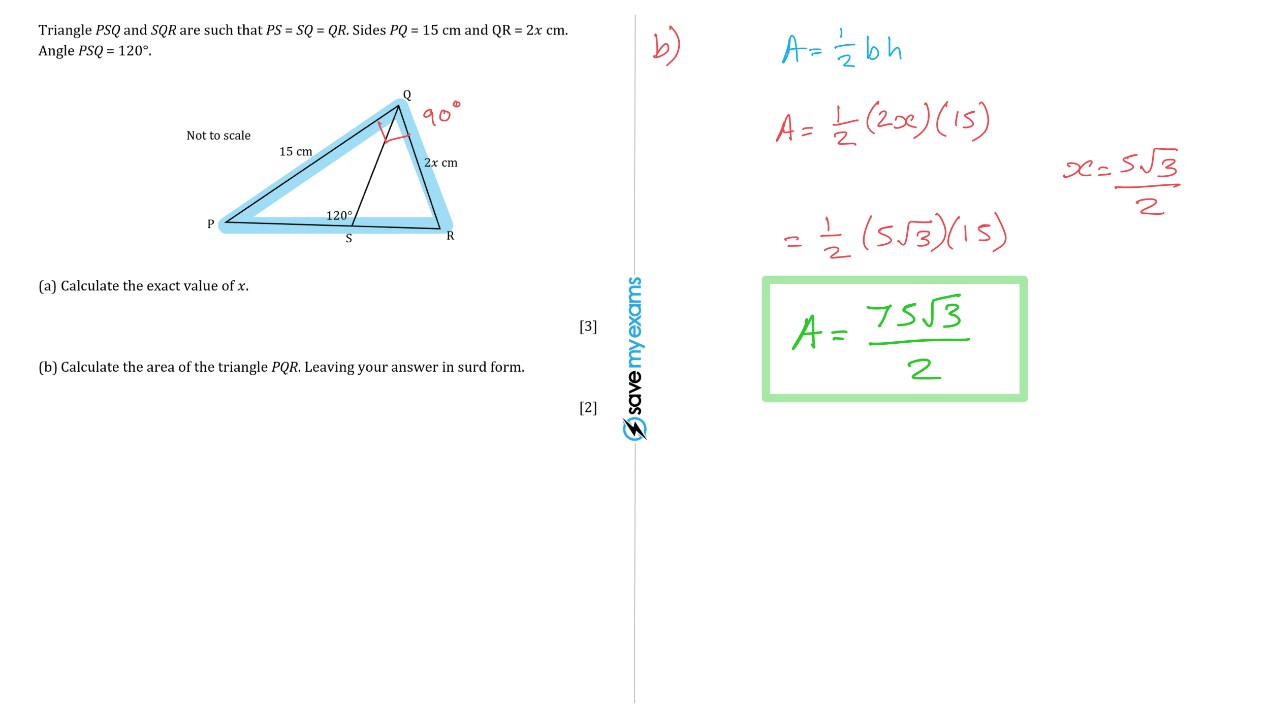 Triangle PSQ and SQR are such that PS = SQ = QR. Sides PQ = 15 cm and QR = 2x cm.
Angle PSQ = 120°.
Q
90°
Not to scale
15 cm
2x cm
120°
P
S
R
(a) Calculate the exact value of x.
[3]
(b) Calculate the area of the triangle PQR. Leaving your answer in surd form.
[2]
save my exams
b)
A = 1/2 bh
A = 1/2 (2x)(15)
x = 5√3/2
= 1/2 (5√3)(15)
A = 75√3/2